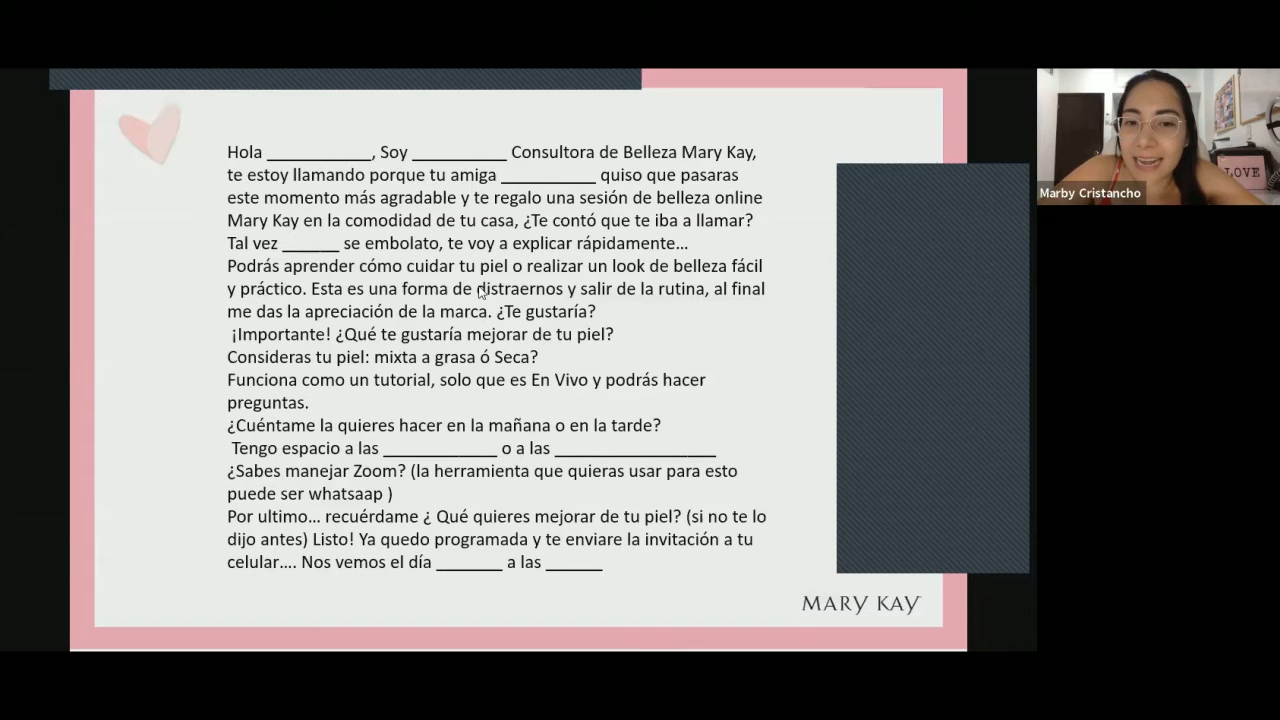 Hola ___________, Soy __________ Consultora de Belleza Mary Kay,
te estoy llamando porque tu amiga __________ quiso que pasaras
este momento más agradable y te regalo una sesión de belleza online
Mary Kay en la comodidad de tu casa, ¿Te contó que te iba a llamar?
Tal vez ______ se embolato, te voy a explicar rápidamente…
Podrás aprender cómo cuidar tu piel o realizar un look de belleza fácil
y práctico. Esta es una forma de distraernos y salir de la rutina, al final
me das la apreciación de la marca. ¿Te gustaría?
¡Importante! ¿Qué te gustaría mejorar de tu piel?
Consideras tu piel: mixta a grasa ó Seca?
Funciona como un tutorial, solo que es En Vivo y podrás hacer
preguntas.
¿Cuéntame la quieres hacer en la mañana o en la tarde?
Tengo espacio a las ____________ o a las _________________
¿Sabes manejar Zoom? (la herramienta que quieras usar para esto
puede ser whatsaap )
Por ultimo… recuérdame ¿ Qué quieres mejorar de tu piel? (si no te lo
dijo antes) Listo! Ya quedo programada y te enviare la invitación a tu
celular…. Nos vemos el día _______ a las ______
MARY KAY
LOVE
Marby Cristancho